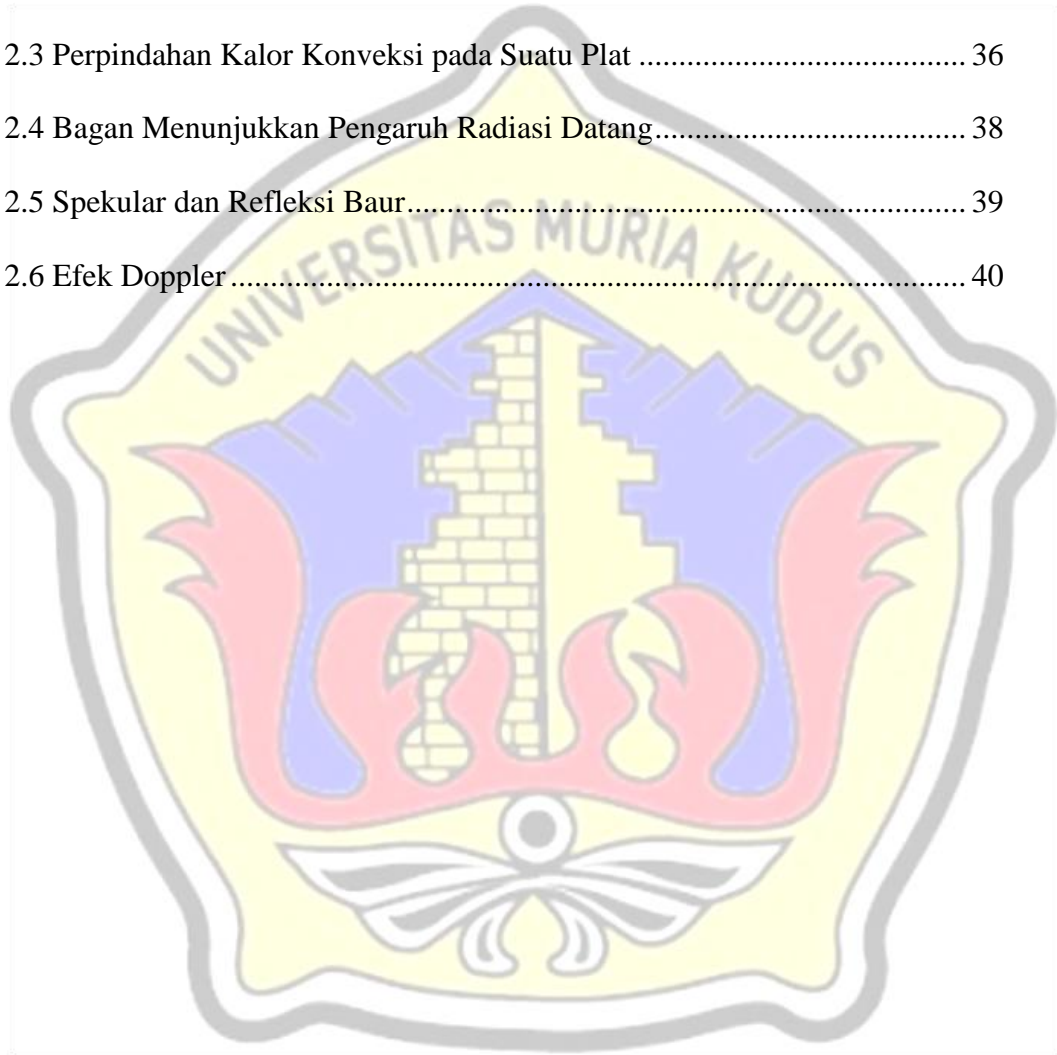 2.3 Perpindahan Kalor Konveksi pada Suatu Plat ........................................ 36
2.4 Bagan Menunjukkan Pengaruh Radiasi Datang...................................... 38
2.5 Spekular dan Refleksi Baur.................................................................... 39
2.6 Efek Doppler ......................................................................................... 40
UNIVERSITAS MURIA KUDUS